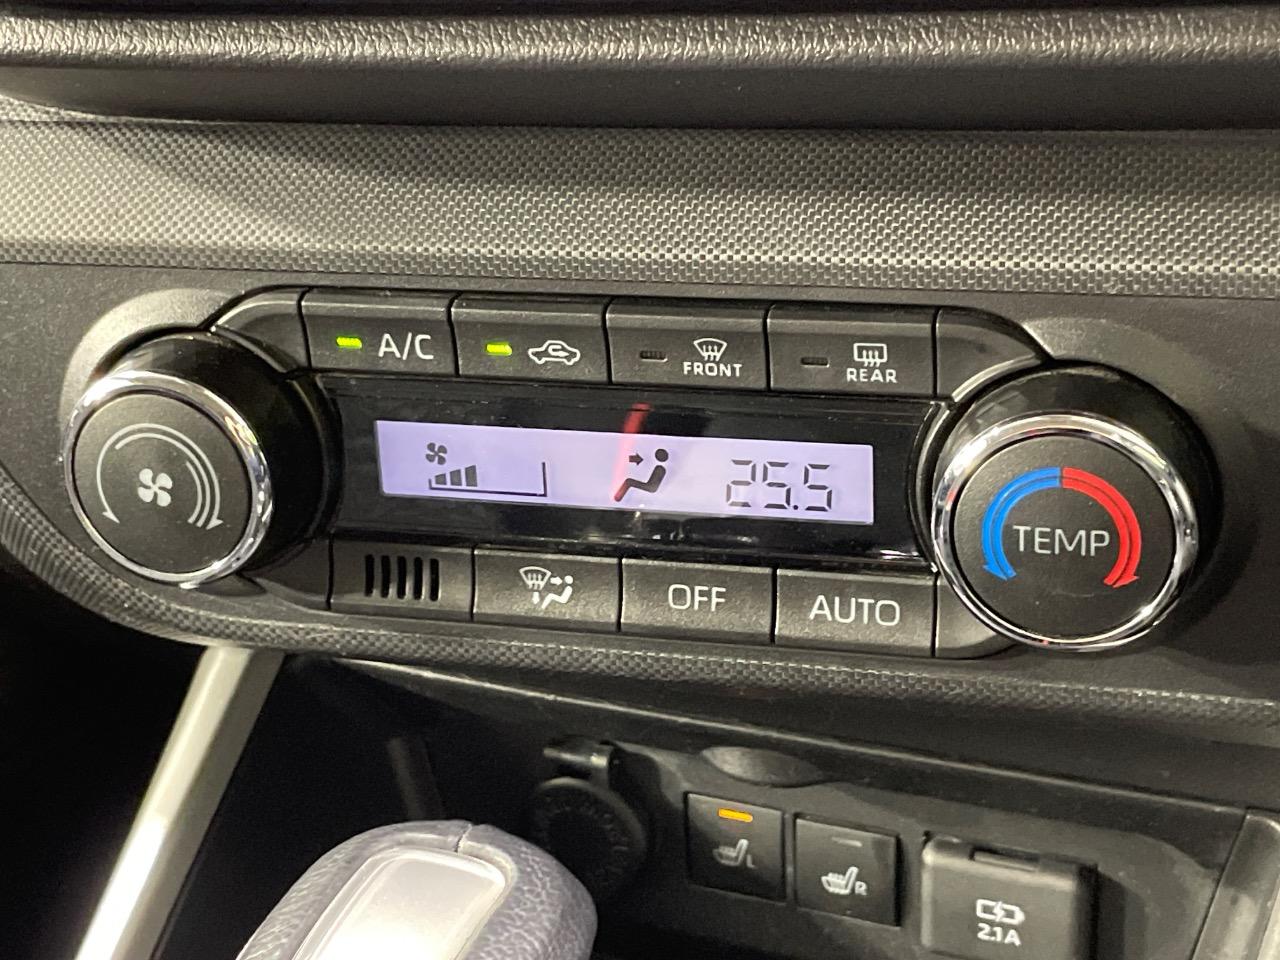 A/C
FRONT
REAR
25.5
TEMP
OFF
AUTO
L
R
2.1A